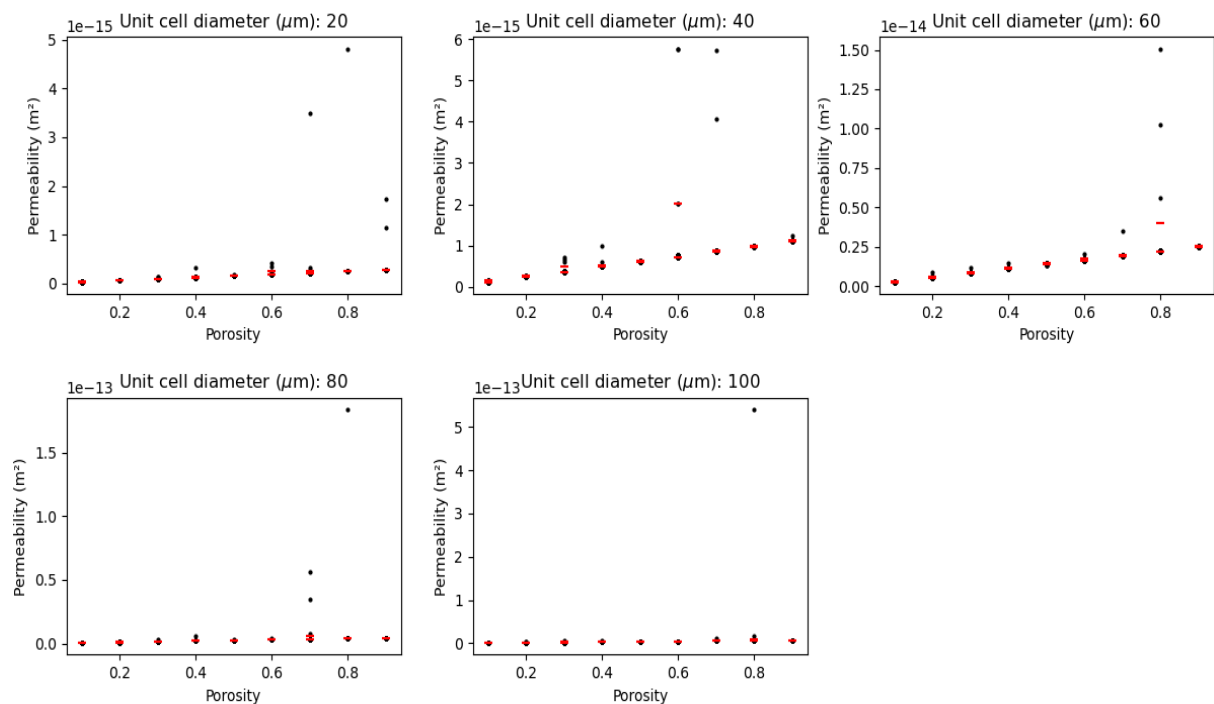 Unit cell diameter (μm): 20
1e−15
5
4
3
2
1
0
Permeability (m²)
0.2 0.4 0.6 0.8
Porosity
Unit cell diameter (μm): 40
1e−15
6
5
4
3
2
1
0
Permeability (m²)
0.2 0.4 0.6 0.8
Porosity
Unit cell diameter (μm): 60
1e−14
1.50
1.25
1.00
0.75
0.50
0.25
0.00
Permeability (m²)
0.2 0.4 0.6 0.8
Porosity
Unit cell diameter (μm): 80
1e−13
1.5
1.0
0.5
0.0
Permeability (m²)
0.2 0.4 0.6 0.8
Porosity
Unit cell diameter (μm): 100
1e−13
5
4
3
2
1
0
Permeability (m²)
0.2 0.4 0.6 0.8
Porosity